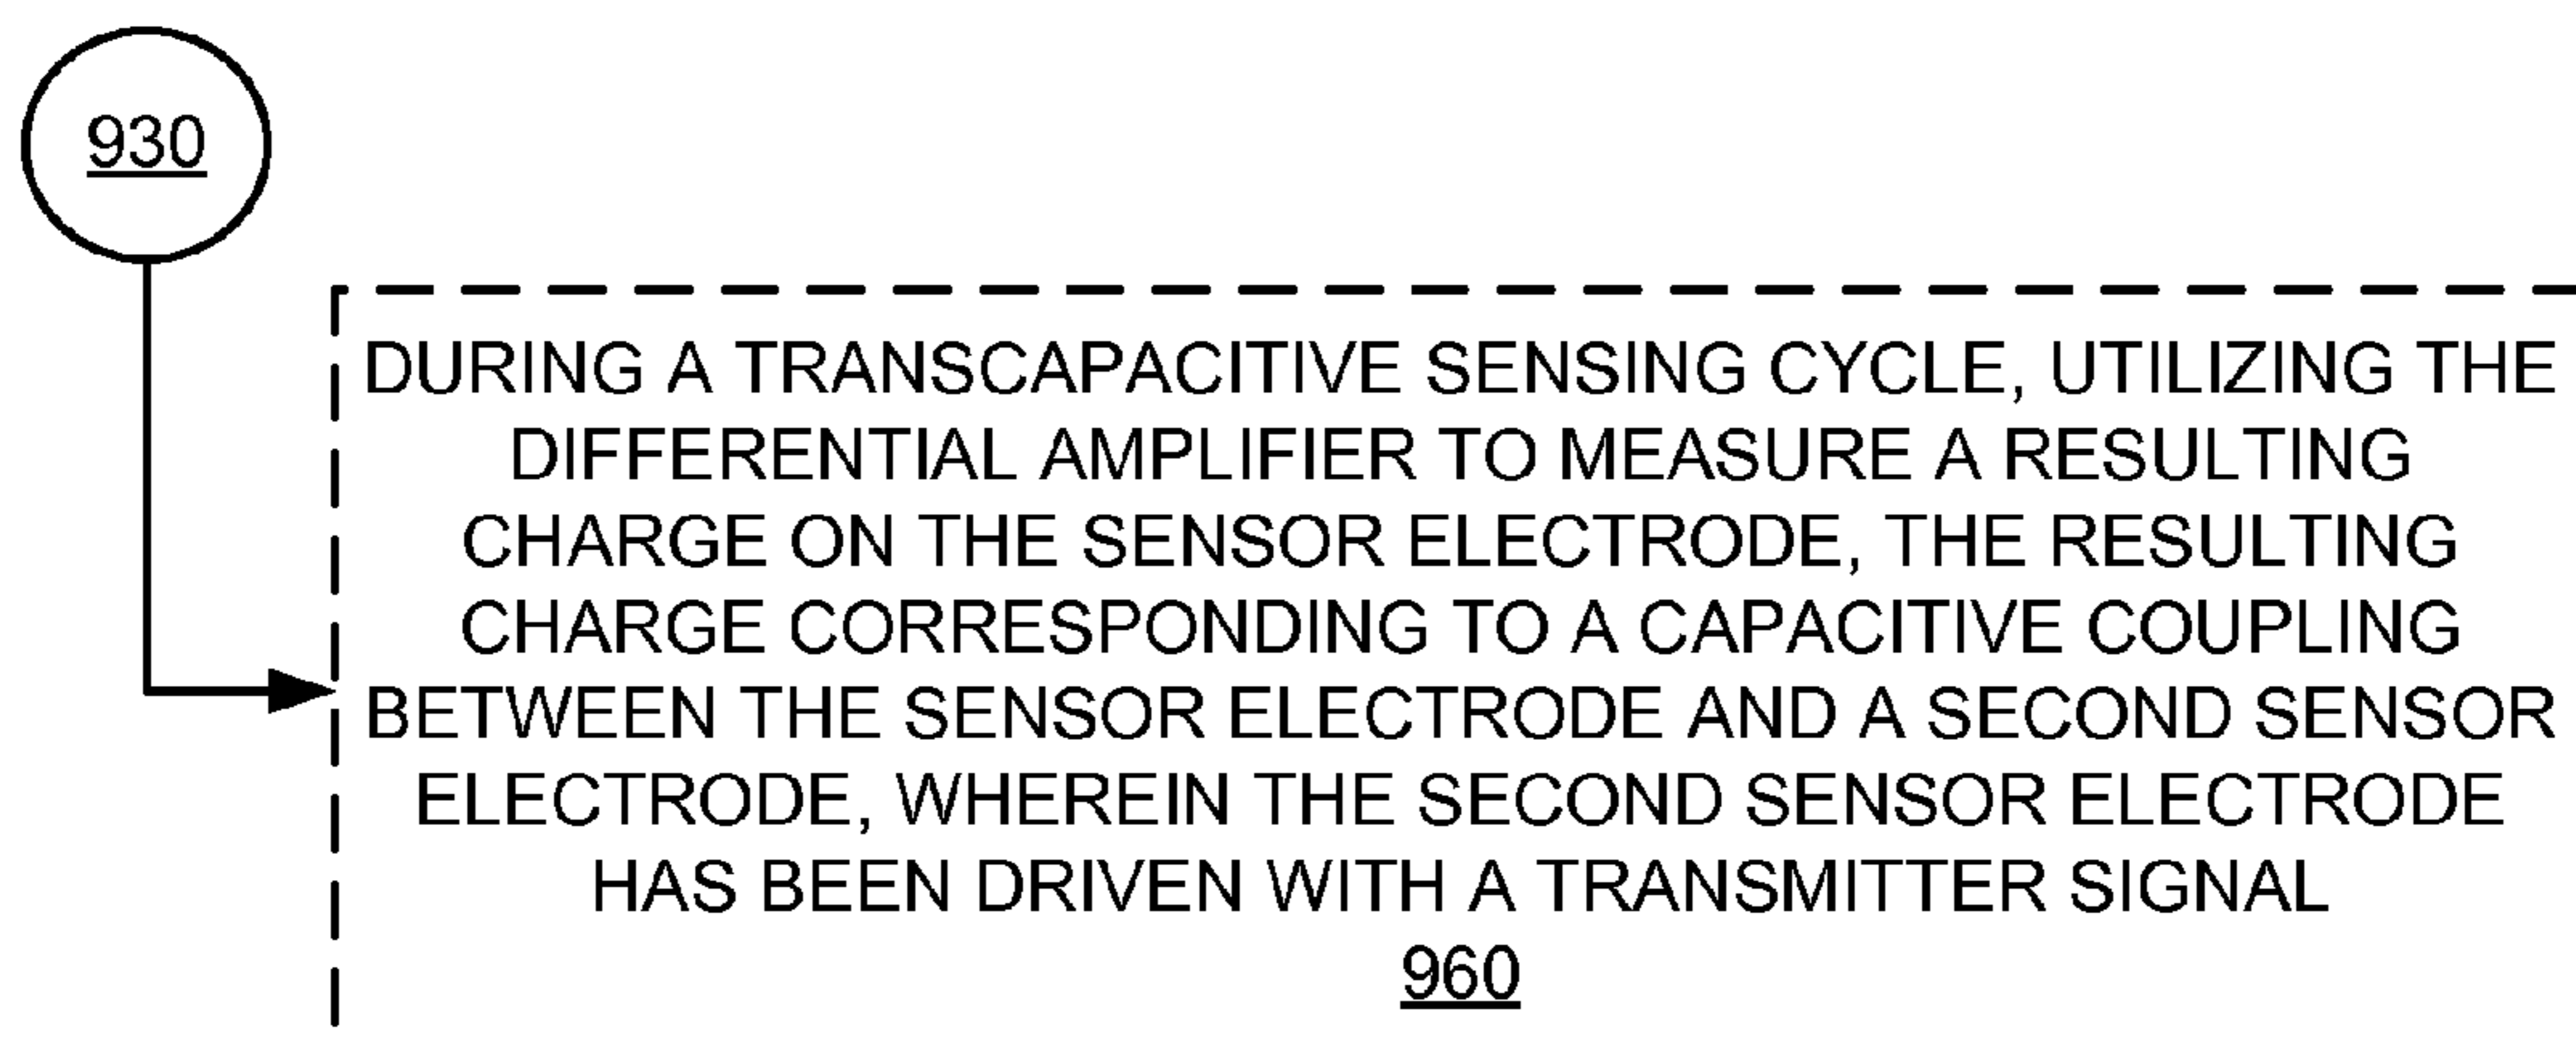 930
DURING A TRANSCAPACITIVE SENSING CYCLE, UTILIZING THE
DIFFERENTIAL AMPLIFIER TO MEASURE A RESULTING
CHARGE ON THE SENSOR ELECTRODE, THE RESULTING
CHARGE CORRESPONDING TO A CAPACITIVE COUPLING
BETWEEN THE SENSOR ELECTRODE AND A SECOND SENSOR
ELECTRODE, WHEREIN THE SECOND SENSOR ELECTRODE
HAS BEEN DRIVEN WITH A TRANSMITTER SIGNAL
960